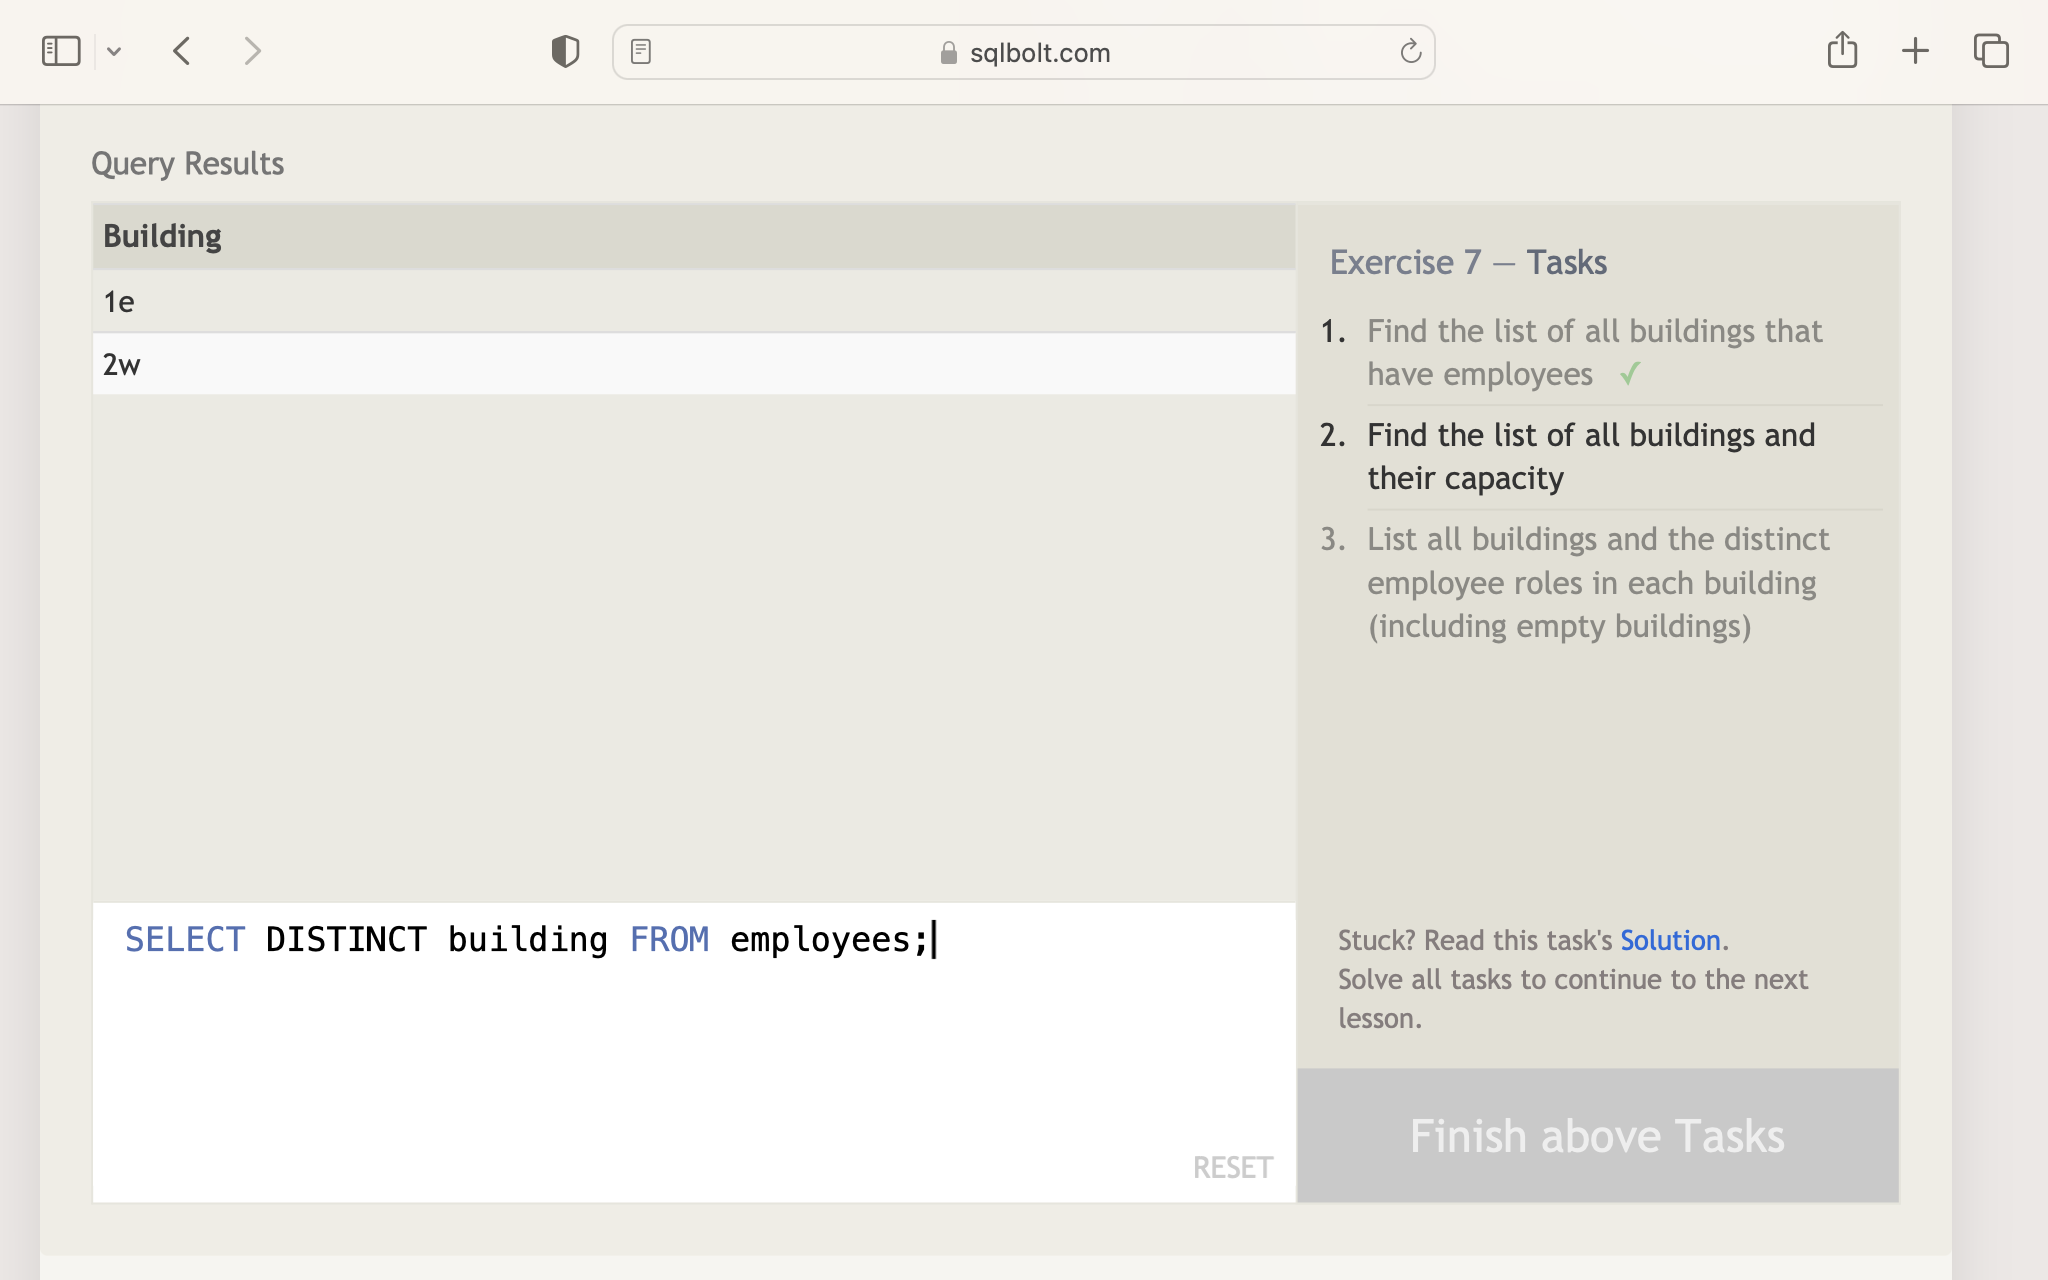 sqlbolt.com
Query Results
Building
1e
2w
SELECT DISTINCT building FROM employees;
RESET
Exercise 7 — Tasks
1. Find the list of all buildings that
have employees ✓
2. Find the list of all buildings and
their capacity
3. List all buildings and the distinct
employee roles in each building
(including empty buildings)
Stuck? Read this task's Solution.
Solve all tasks to continue to the next
lesson.
Finish above Tasks